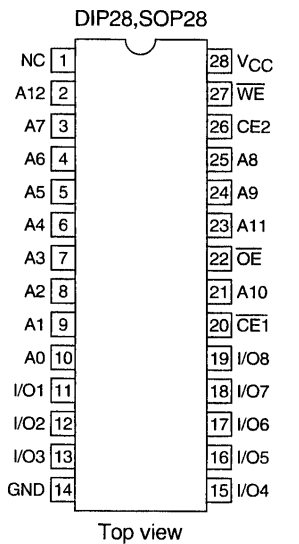 DIP28,SOP28
NC 1 28 VCC
A12 2 27 W̅E̅
A7 3 26 CE2
A6 4 25 A8
A5 5 24 A9
A4 6 23 A11
A3 7 22 O̅E̅
A2 8 21 A10
A1 9 20 C̅E̅1̅
A0 10 19 I/O8
I/O1 11 18 I/O7
I/O2 12 17 I/O6
I/O3 13 16 I/O5
GND 14 15 I/O4
Top view